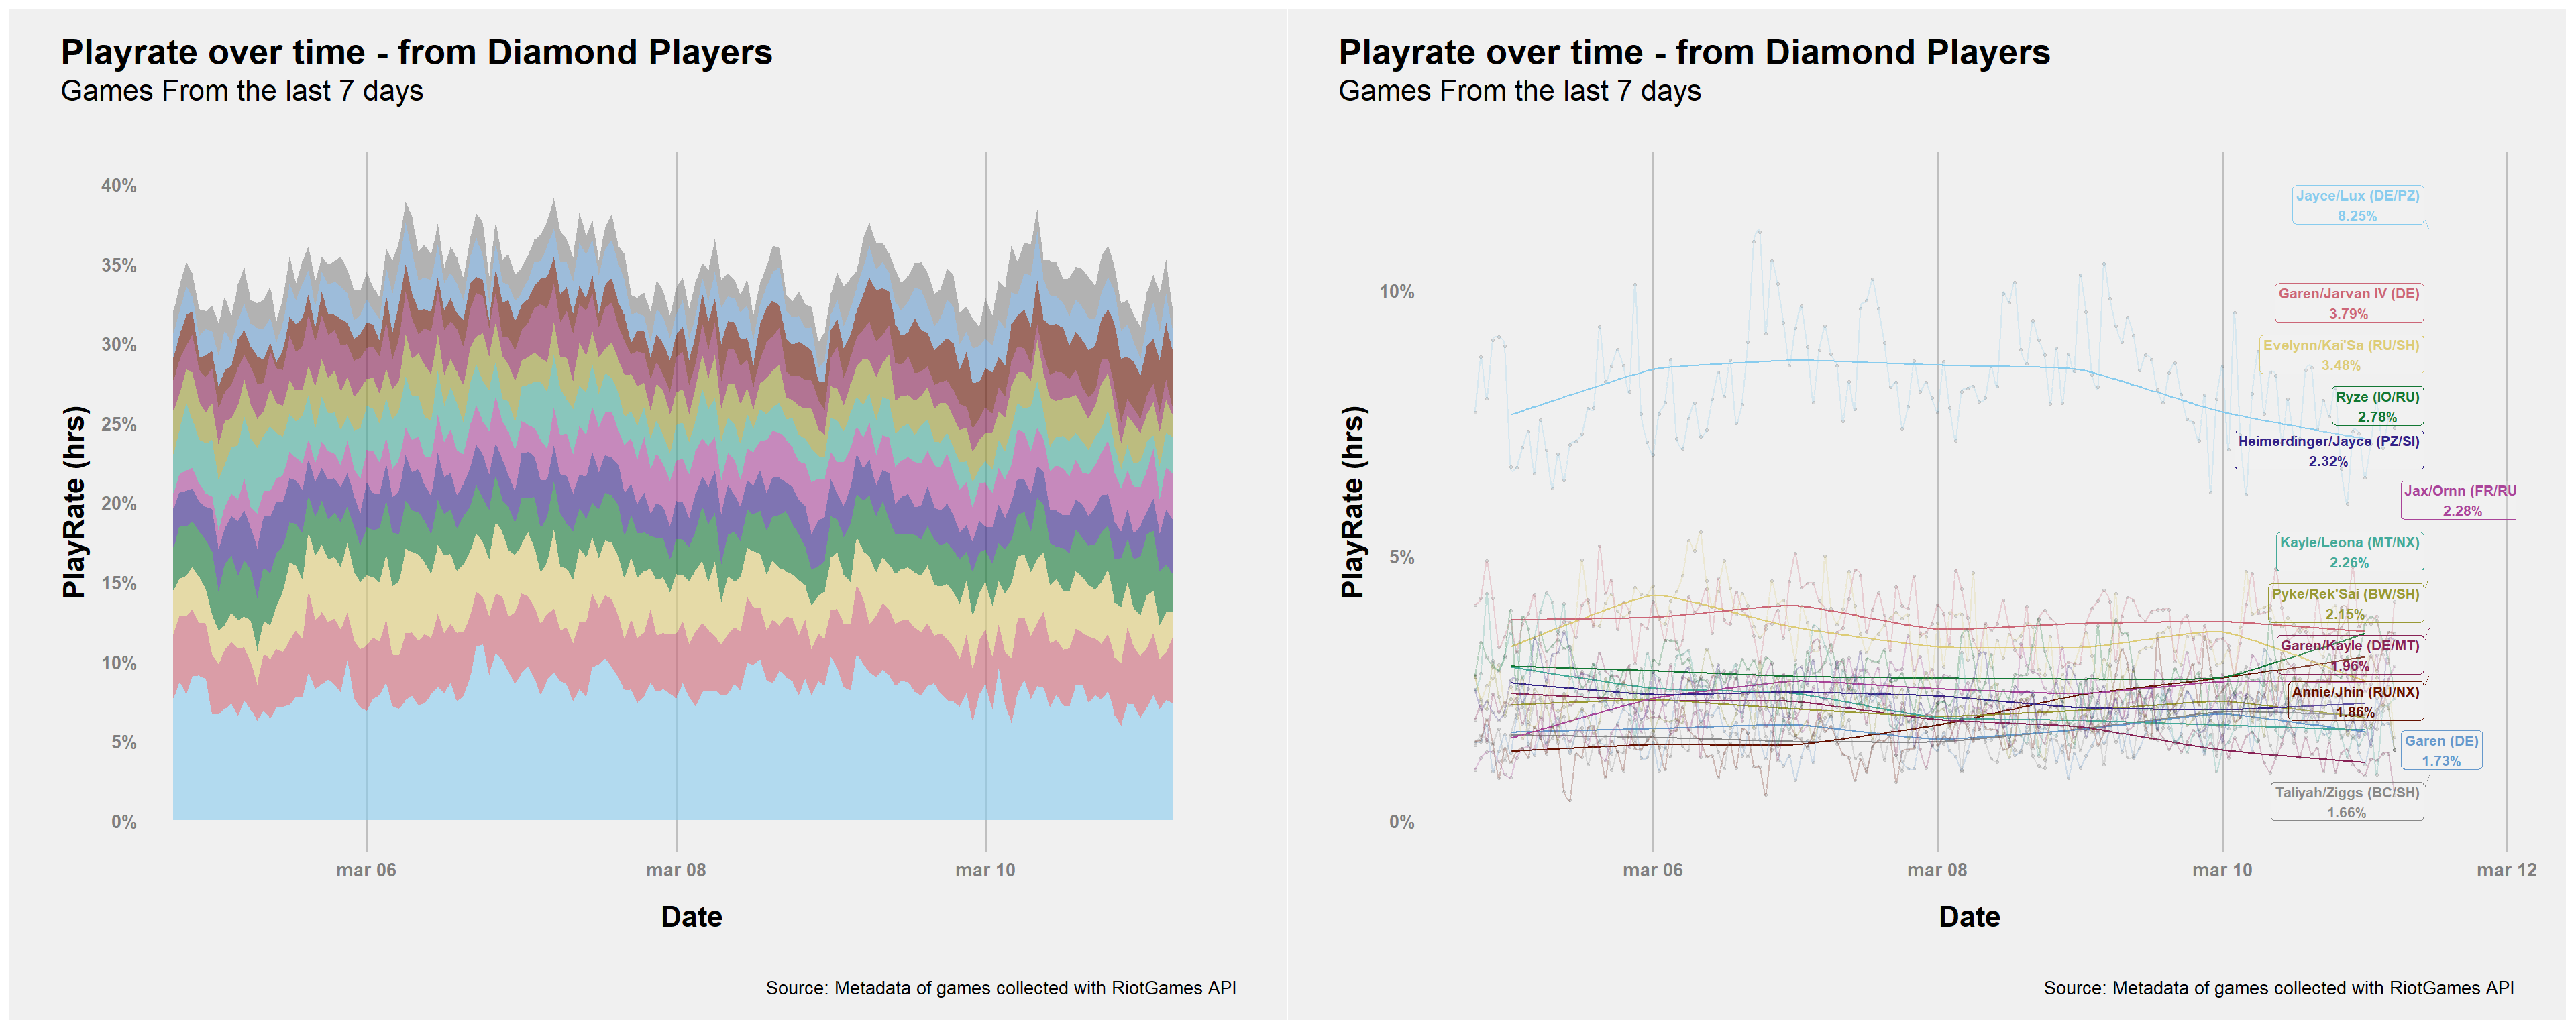 Playrate over time - from Diamond Players
Games From the last 7 days
40%
35%
30%
25%
20%
15%
10%
5%
0%
PlayRate (hrs)
mar 06
mar 08
mar 10
Date
Source: Metadata of games collected with RiotGames API
Playrate over time - from Diamond Players
Games From the last 7 days
10%
5%
0%
PlayRate (hrs)
Jayce/Lux (DE/PZ)
8.25%
Garen/Jarvan IV (DE)
3.79%
Evelynn/Kai'Sa (RU/SH)
3.48%
Ryze (IO/RU)
2.78%
Heimerdinger/Jayce (PZ/SI)
2.32%
Jax/Ornn (FR/RU
2.28%
Kayle/Leona (MT/NX)
2.26%
Pyke/Rek'Sai (BW/SH)
2.15%
Garen/Kayle (DE/MT)
1.96%
Annie/Jhin (RU/NX)
1.86%
Garen (DE)
1.73%
Taliyah/Ziggs (BC/SH)
1.66%
mar 06
mar 08
mar 10
mar 12
Date
Source: Metadata of games collected with RiotGames API